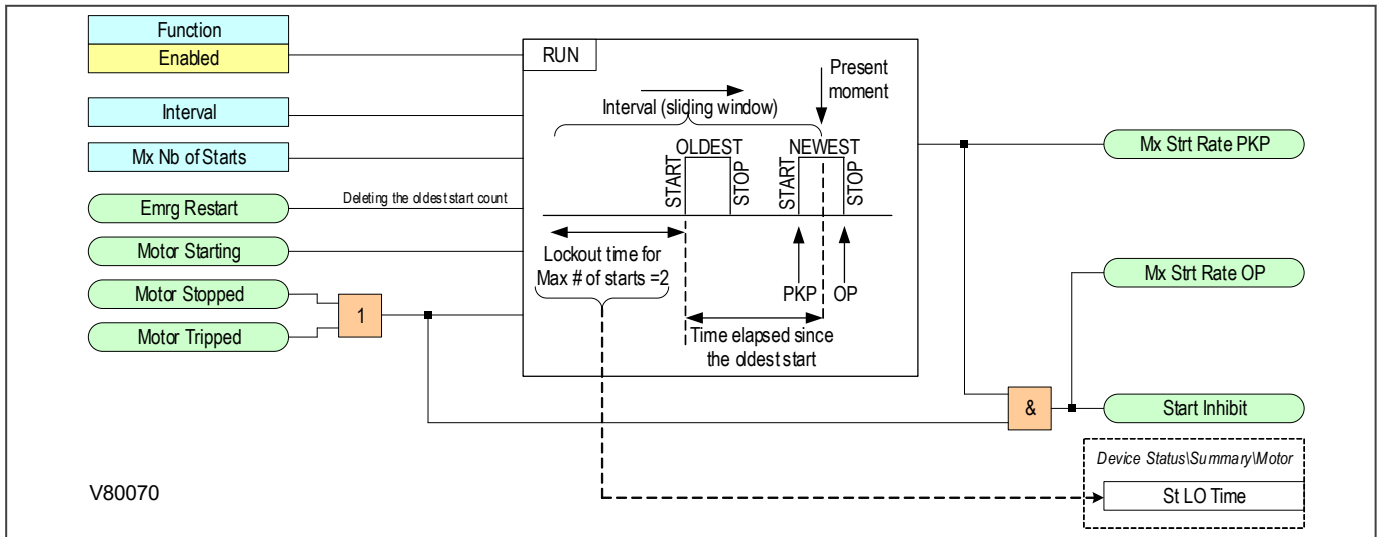 Function
Enabled
Interval
Mx Nb of Starts
Emrg Restart
Deleting the oldest start count
Motor Starting
Motor Stopped
Motor Tripped
1
RUN
Present
moment
Interval (sliding window)
OLDEST
NEWEST
START
STOP
START
STOP
Lockout time for
Max # of starts =2
PKP
OP
Time elapsed since
the oldest start
Mx Strt Rate PKP
Mx Strt Rate OP
&
Start Inhibit
Device Status\Summary\Motor
St LO Time
V80070